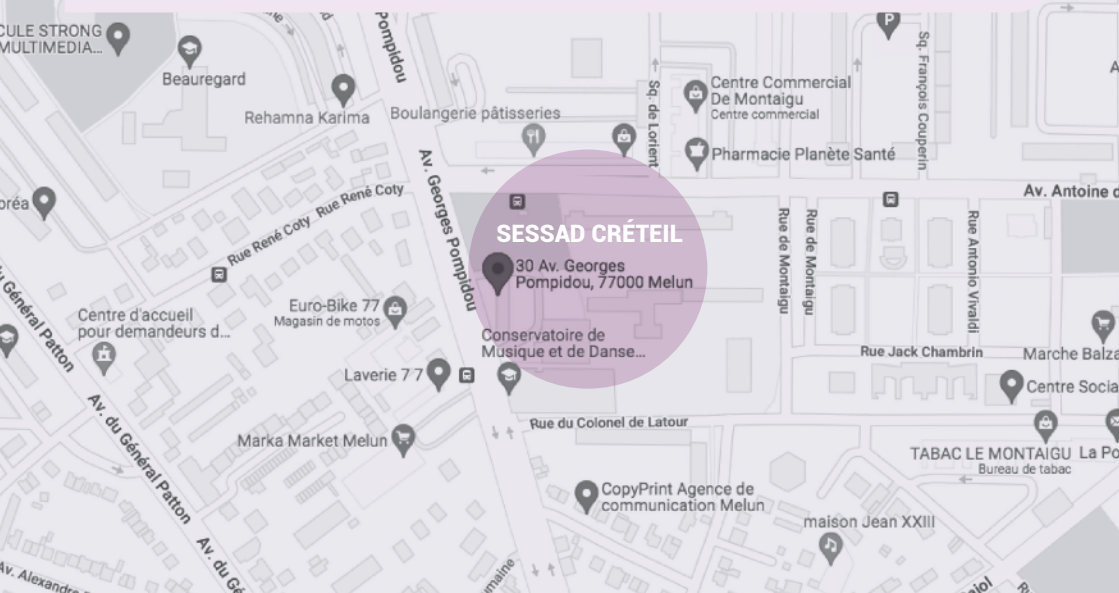 CULE STRONG
MULTIMEDIA...
Beauregard
Rehamna Karima
Pompidou
Boulangerie pâtisseries
Sq. de Lorient
Centre Commercial
De Montaigu
Centre commercial
Pharmacie Planète Santé
P
Sq. François Couperin
Av. Antoine d
Av. Georges Pompidou
Rue René Coty
Rue René Coty
SESSAD CRÉTEIL
30 Av. Georges
Pompidou, 77000 Melun
Rue de Montaigu
Rue de Montaigu
Rue Antonio Vivaldi
Euro-Bike 77
Magasin de motos
Centre d'accueil
pour demandeurs d...
Conservatoire de
Musique et de Danse...
Laverie 7 7
Rue Jack Chambrin
Marche Balza
Centre Socia
du Général Patton
Av. du Général Patton
Av. du Gé
Marka Market Melun
Rue du Colonel de Latour
TABAC LE MONTAIGU
Bureau de tabac
La Po
CopyPrint Agence de
communication Melun
maison Jean XXIII
Av. Alexandre